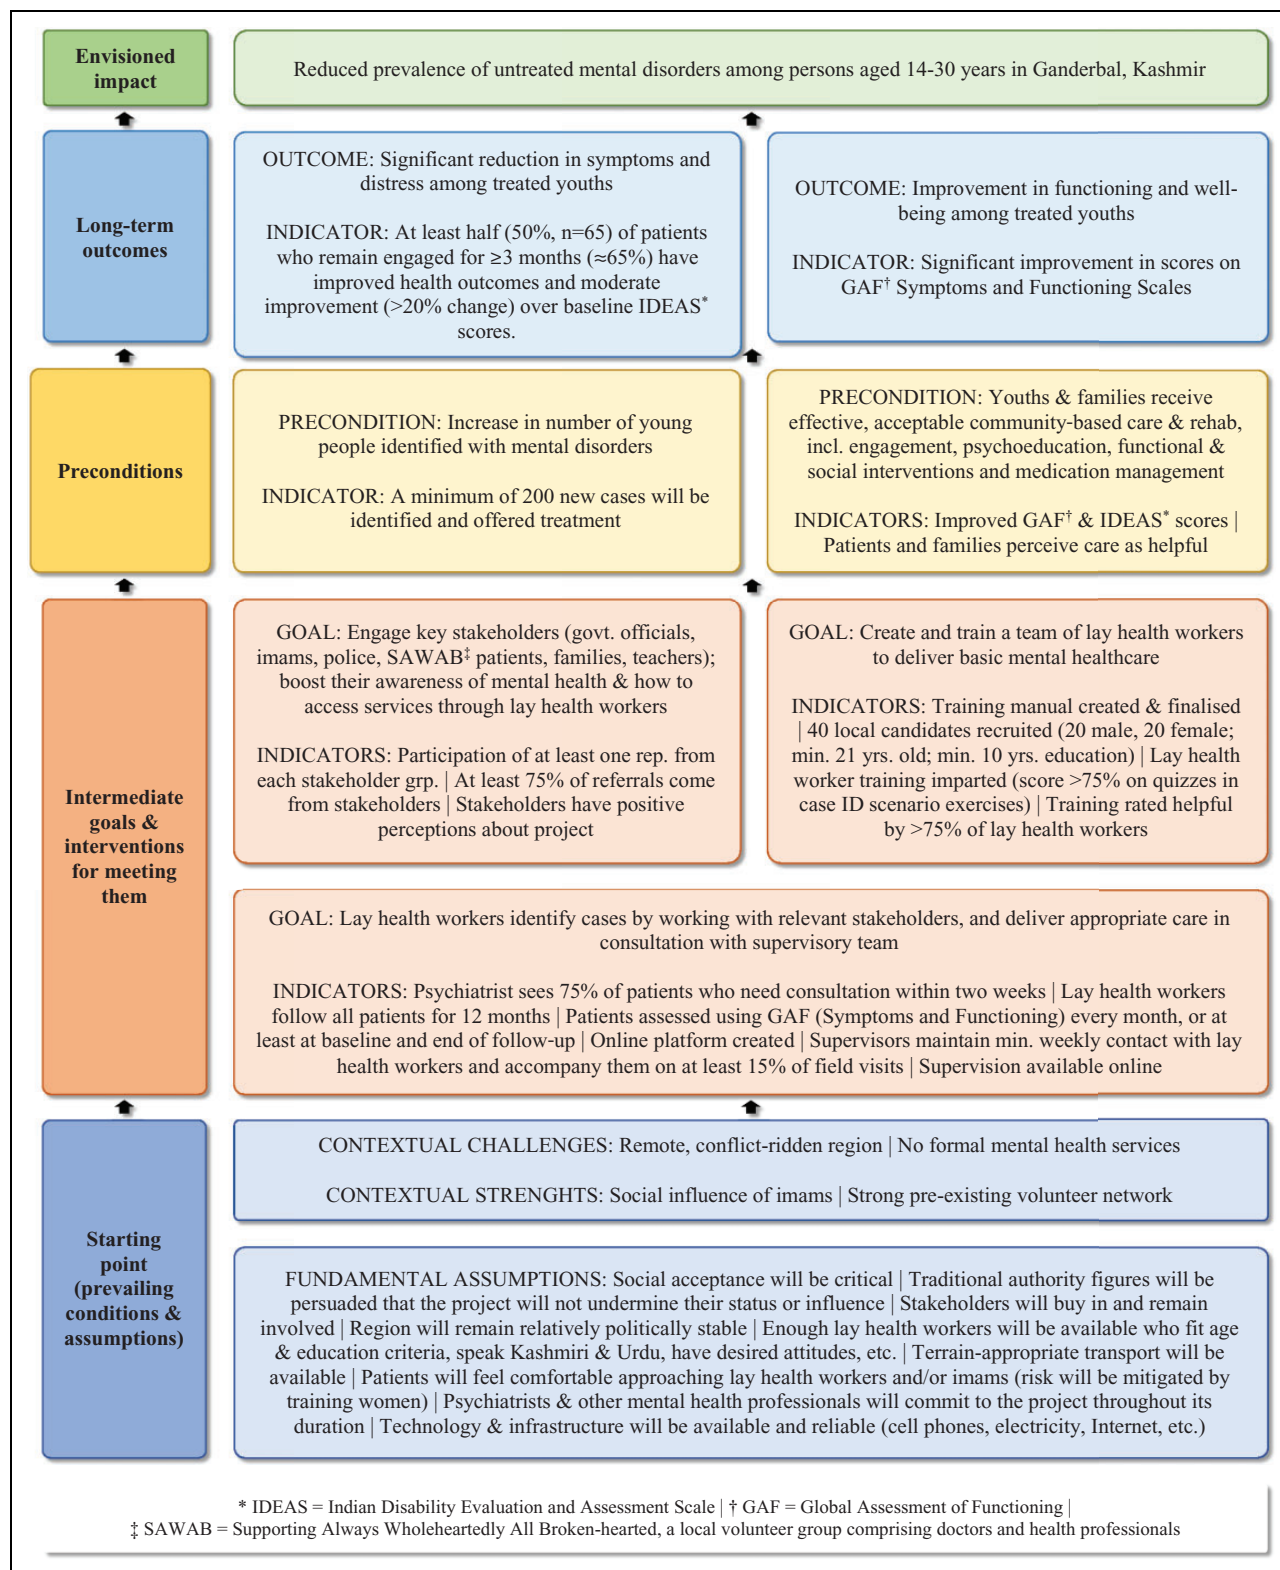 Envisioned
impact
Reduced prevalence of untreated mental disorders among persons aged 14-30 years in Ganderbal, Kashmir
Long-term
outcomes
OUTCOME: Significant reduction in symptoms and
distress among treated youths
INDICATOR: At least half (50%, n=65) of patients
who remain engaged for ≥3 months (≈65%) have
improved health outcomes and moderate
improvement (>20% change) over baseline IDEAS*
scores.
OUTCOME: Improvement in functioning and well-
being among treated youths
INDICATOR: Significant improvement in scores on
GAF† Symptoms and Functioning Scales
Preconditions
PRECONDITION: Increase in number of young
people identified with mental disorders
INDICATOR: A minimum of 200 new cases will be
identified and offered treatment
PRECONDITION: Youths & families receive
effective, acceptable community-based care & rehab,
incl. engagement, psychoeducation, functional &
social interventions and medication management
INDICATORS: Improved GAF† & IDEAS* scores |
Patients and families perceive care as helpful
Intermediate
goals &
interventions
for meeting
them
GOAL: Engage key stakeholders (govt. officials,
imams, police, SAWAB‡ patients, families, teachers);
boost their awareness of mental health & how to
access services through lay health workers
INDICATORS: Participation of at least one rep. from
each stakeholder grp. | At least 75% of referrals come
from stakeholders | Stakeholders have positive
perceptions about project
GOAL: Create and train a team of lay health workers
to deliver basic mental healthcare
INDICATORS: Training manual created & finalised
| 40 local candidates recruited (20 male, 20 female;
min. 21 yrs. old; min. 10 yrs. education) | Lay health
worker training imparted (score >75% on quizzes in
case ID scenario exercises) | Training rated helpful
by >75% of lay health workers
GOAL: Lay health workers identify cases by working with relevant stakeholders, and deliver appropriate care in
consultation with supervisory team
INDICATORS: Psychiatrist sees 75% of patients who need consultation within two weeks | Lay health workers
follow all patients for 12 months | Patients assessed using GAF (Symptoms and Functioning) every month, or at
least at baseline and end of follow-up | Online platform created | Supervisors maintain min. weekly contact with lay
health workers and accompany them on at least 15% of field visits | Supervision available online
Starting
point
(prevailing
conditions &
assumptions)
CONTEXTUAL CHALLENGES: Remote, conflict-ridden region | No formal mental health services
CONTEXTUAL STRENGHTS: Social influence of imams | Strong pre-existing volunteer network
FUNDAMENTAL ASSUMPTIONS: Social acceptance will be critical | Traditional authority figures will be
persuaded that the project will not undermine their status or influence | Stakeholders will buy in and remain
involved | Region will remain relatively politically stable | Enough lay health workers will be available who fit age
& education criteria, speak Kashmiri & Urdu, have desired attitudes, etc. | Terrain-appropriate transport will be
available | Patients will feel comfortable approaching lay health workers and/or imams (risk will be mitigated by
training women) | Psychiatrists & other mental health professionals will commit to the project throughout its
duration | Technology & infrastructure will be available and reliable (cell phones, electricity, Internet, etc.)
* IDEAS = Indian Disability Evaluation and Assessment Scale | † GAF = Global Assessment of Functioning |
‡ SAWAB = Supporting Always Wholeheartedly All Broken-hearted, a local volunteer group comprising doctors and health professionals